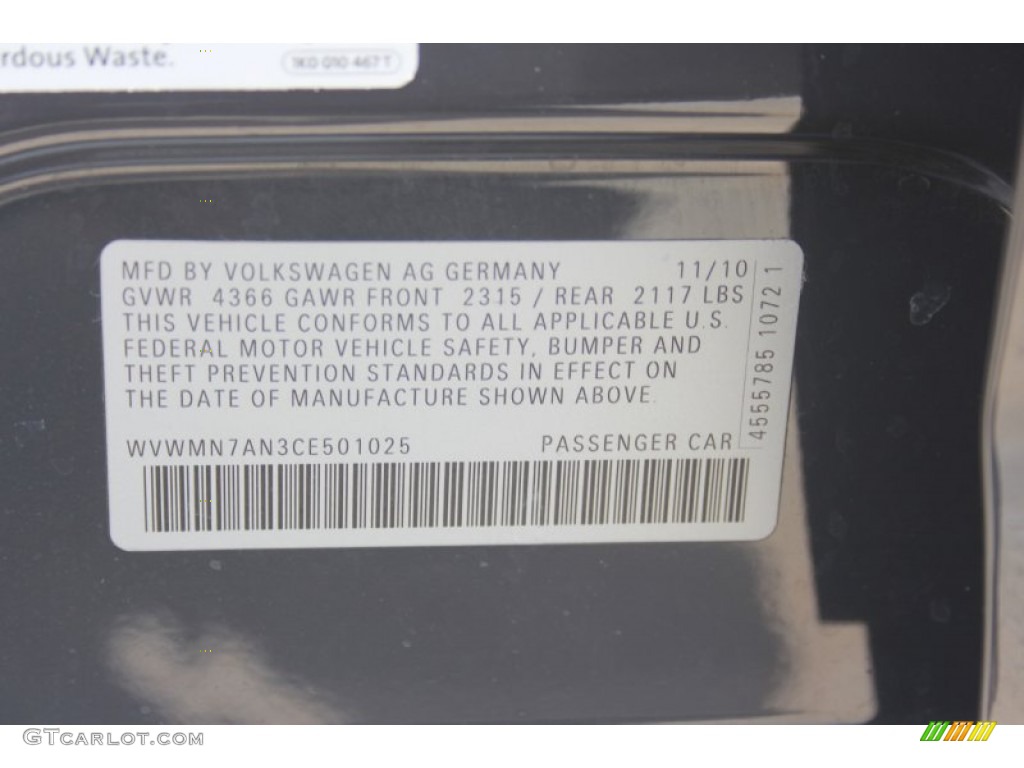 rdous Waste.
1K0 010 467 T
MFD BY VOLKSWAGEN AG GERMANY 11/10
GVWR 4366 GAWR FRONT 2315 / REAR 2117 LBS
THIS VEHICLE CONFORMS TO ALL APPLICABLE U.S.
FEDERAL MOTOR VEHICLE SAFETY, BUMPER AND
THEFT PREVENTION STANDARDS IN EFFECT ON
THE DATE OF MANUFACTURE SHOWN ABOVE.
WVWMN7AN3CE501025 PASSENGER CAR
4555785 10721
GTCARLOT.COM